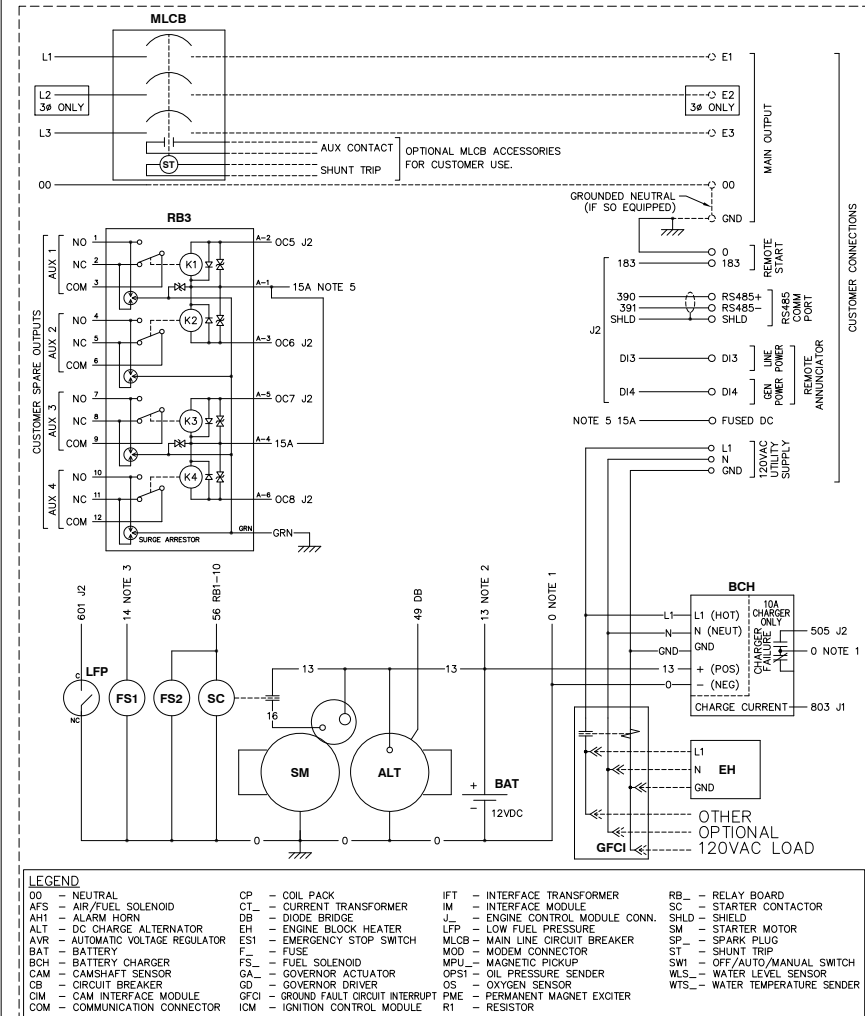 MLCB
L1
L2
3ø ONLY
L3
00
AUX CONTACT
ST
SHUNT TRIP
OPTIONAL MLCB ACCESSORIES
FOR CUSTOMER USE.
E1
E2
3ø ONLY
E3
00
GROUNDED NEUTRAL
(IF SO EQUIPPED)
GND
MAIN OUTPUT
CUSTOMER CONNECTIONS
0
183
183
REMOTE
START
J2
390
391
SHLD
RS485+
RS485-
SHLD
RS485
COMM
PORT
DI3
DI3
LINE
POWER
DI4
DI4
GEN
POWER
REMOTE
ANNUNCIATOR
NOTE 5 15A
FUSED DC
L1
N
GND
120VAC
UTILITY
SUPPLY
RB3
CUSTOMER SPARE OUTPUTS
AUX 1
NO 1
NC 2
COM 3
K1
A-2 OC5 J2
A-1 15A NOTE 5
AUX 2
NO 4
NC 5
COM 6
K2
A-3 OC6 J2
AUX 3
NO 7
NC 8
COM 9
K3
A-5 OC7 J2
A-4 15A
AUX 4
NO 10
NC 11
COM 12
K4
A-6 OC8 J2
SURGE ARRESTOR
GRN
GRN
601 J2
14 NOTE 3
56 RB1-10
49 DB
13 NOTE 2
0 NOTE 1
C
LFP
NC
FS1
FS2
SC
13
13
16
SM
ALT
+
BAT
-
12VDC
0
0
0
BCH
L1
L1 (HOT)
N
N (NEUT)
GND
GND
13
+ (POS)
0
- (NEG)
10A
CHARGER
ONLY
CHARGER
FAILURE
505 J2
0 NOTE 1
CHARGE CURRENT
803 J1
L1
N
EH
GND
GFCI
OTHER
OPTIONAL
120VAC LOAD
LEGEND
00 - NEUTRAL
AFS - AIR/FUEL SOLENOID
AH1 - ALARM HORN
ALT - DC CHARGE ALTERNATOR
AVR - AUTOMATIC VOLTAGE REGULATOR
BAT - BATTERY
BCH - BATTERY CHARGER
CAM - CAMSHAFT SENSOR
CB - CIRCUIT BREAKER
CIM - CAM INTERFACE MODULE
COM - COMMUNICATION CONNECTOR
CP - COIL PACK
CT_ - CURRENT TRANSFORMER
DB - DIODE BRIDGE
EH - ENGINE BLOCK HEATER
ES1 - EMERGENCY STOP SWITCH
F_ - FUSE
FS_ - FUEL SOLENOID
GA_ - GOVERNOR ACTUATOR
GD - GOVERNOR DRIVER
GFCI - GROUND FAULT CIRCUIT INTERRUPT
ICM - IGNITION CONTROL MODULE
IFT - INTERFACE TRANSFORMER
IM - INTERFACE MODULE
J_ - ENGINE CONTROL MODULE CONN.
LFP - LOW FUEL PRESSURE
MLCB - MAIN LINE CIRCUIT BREAKER
MOD - MODEM CONNECTOR
MPU_ - MAGNETIC PICKUP
OPS1 - OIL PRESSURE SENDER
OS - OXYGEN SENSOR
PME - PERMANENT MAGNET EXCITER
R1 - RESISTOR
RB_ - RELAY BOARD
SC - STARTER CONTACTOR
SHLD - SHIELD
SM - STARTER MOTOR
SP_ - SPARK PLUG
ST - SHUNT TRIP
SW1 - OFF/AUTO/MANUAL SWITCH
WLS_ - WATER LEVEL SENSOR
WTS_ - WATER TEMPERATURE SENDER